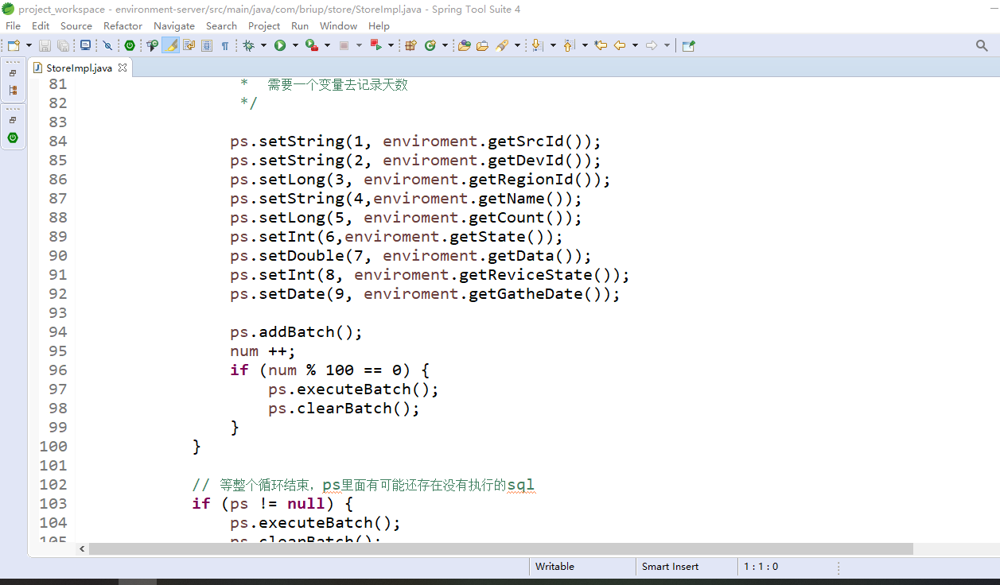 project_workspace - environment-server/src/main/java/com/briup/store/StoreImpl.java - Spring Tool Suite 4
File Edit Source Refactor Navigate Search Project Run Window Help
StoreImpl.java
81 * 需要一个变量去记录天数
82 */
83
84 ps.setString(1, enviroment.getSrcId());
85 ps.setString(2, enviroment.getDevId());
86 ps.setLong(3, enviroment.getRegionId());
87 ps.setString(4,enviroment.getName());
88 ps.setLong(5, enviroment.getCount());
89 ps.setInt(6,enviroment.getState());
90 ps.setDouble(7, enviroment.getData());
91 ps.setInt(8, enviroment.getReviceState());
92 ps.setDate(9, enviroment.getGatheDate());
93
94 ps.addBatch();
95 num ++;
96 if (num % 100 == 0) {
97 ps.executeBatch();
98 ps.clearBatch();
99 }
100 }
101
102 // 等整个循环结束，ps里面有可能还存在没有执行的sql
103 if (ps != null) {
104 ps.executeBatch();
105 ps.clearBatch();
Writable Smart Insert 1 : 1 : 0